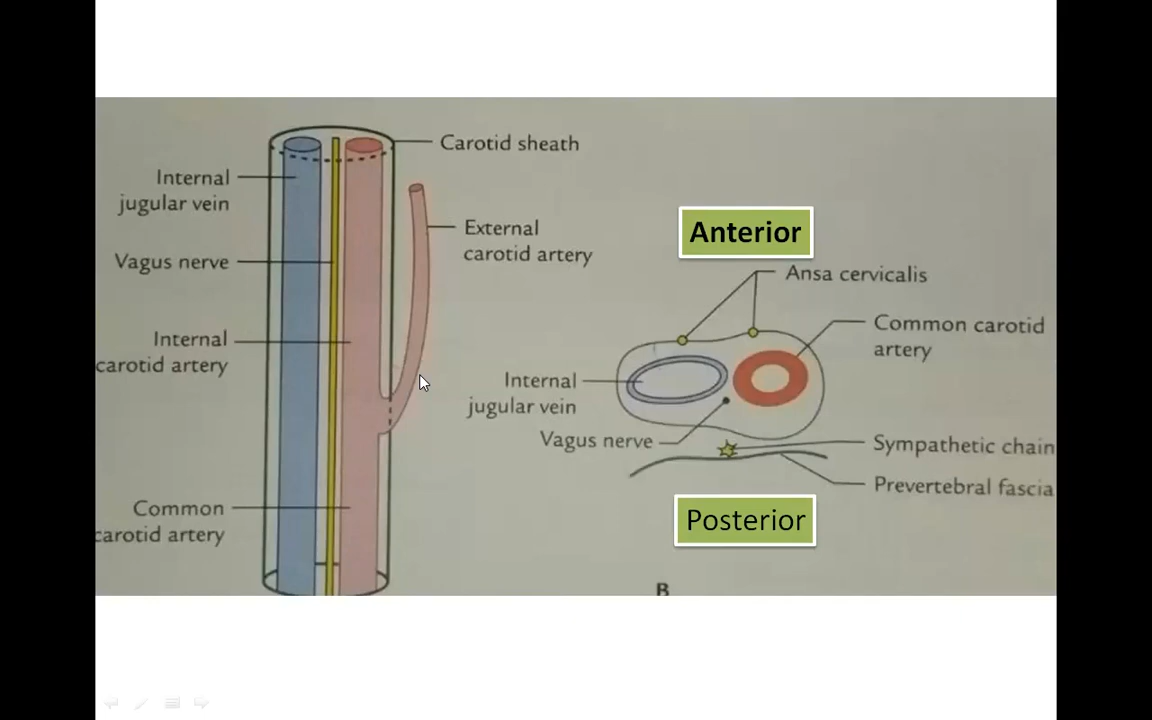 Carotid sheath
Internal
jugular vein
External
carotid artery
Vagus nerve
Internal
carotid artery
Common
carotid artery
Anterior
Ansa cervicalis
Common carotid
artery
Internal
jugular vein
Vagus nerve
Sympathetic chain
Prevertebral fascia
Posterior
B